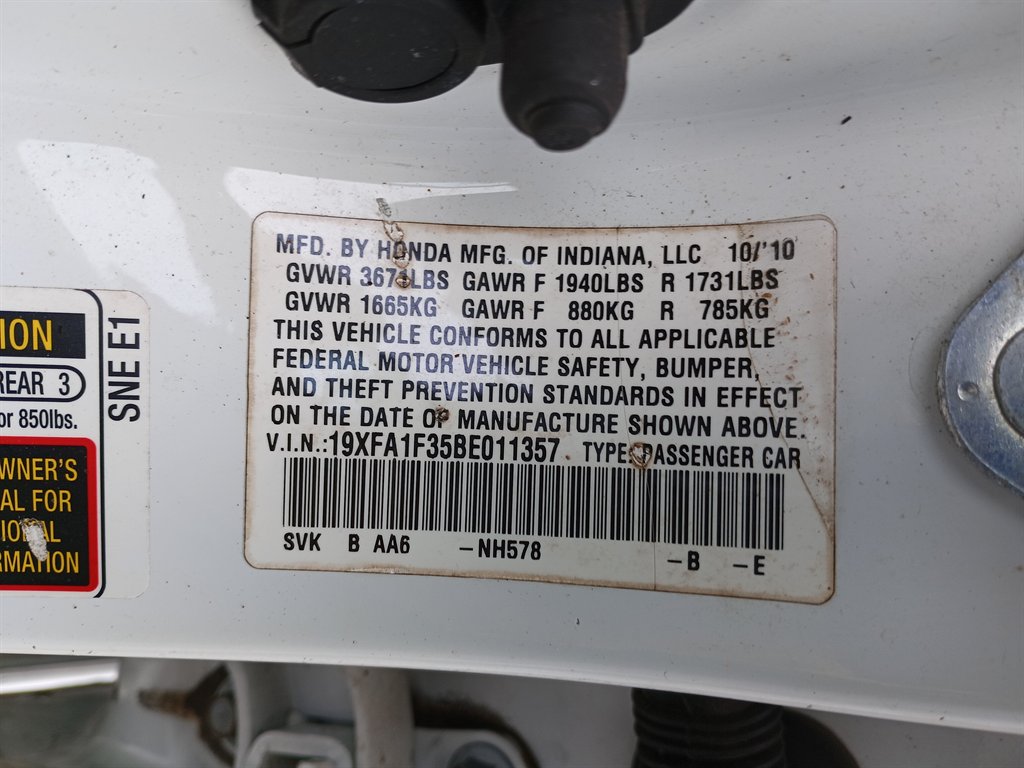 MFD. BY HONDA MFG. OF INDIANA, LLC 10/'10
GVWR 3671LBS GAWR F 1940LBS R 1731LBS
GVWR 1665KG GAWR F 880KG R 785KG
THIS VEHICLE CONFORMS TO ALL APPLICABLE
FEDERAL MOTOR VEHICLE SAFETY, BUMPER,
AND THEFT PREVENTION STANDARDS IN EFFECT
ON THE DATE OF MANUFACTURE SHOWN ABOVE.
V.I.N.:19XFA1F35BE011357 TYPE:PASSENGER CAR
SVK B AA6 -NH578 -B -E
ION
REAR 3
or 850lbs.
WNER'S
AL FOR
IONAL
RMATION
SNE E1